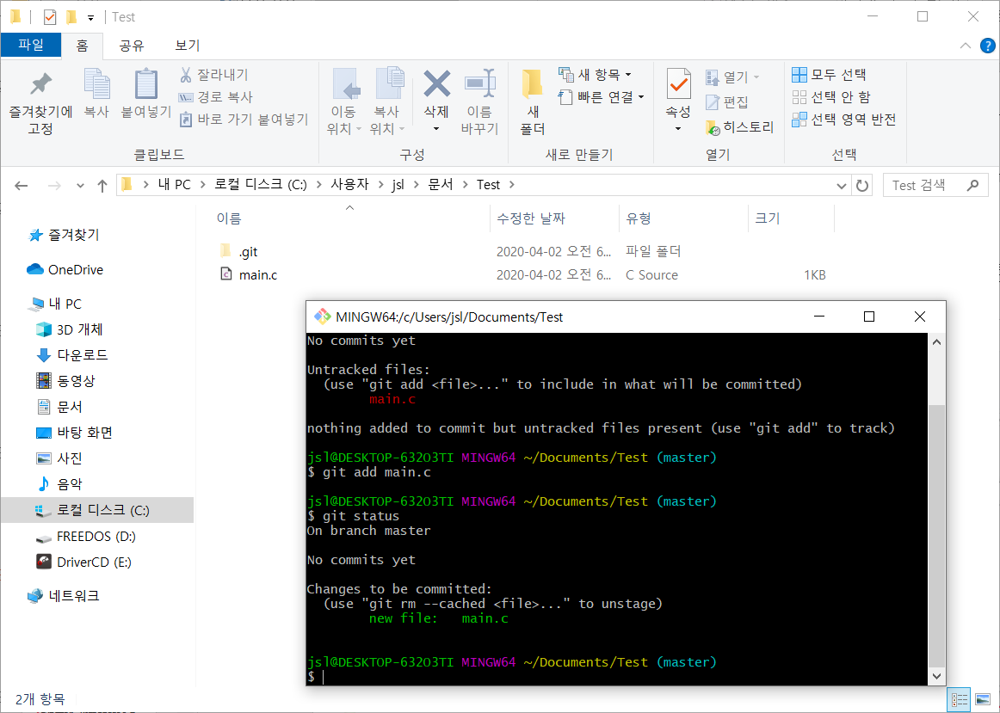 Test
파일 홈 공유 보기
즐겨찾기에 고정
복사
붙여넣기
잘라내기
경로 복사
바로 가기 붙여넣기
클립보드
이동 위치
복사 위치
삭제
이름 바꾸기
구성
새 폴더
새 항목
빠른 연결
새로 만들기
속성
열기
편집
히스토리
열기
모두 선택
선택 안 함
선택 영역 반전
선택
내 PC > 로컬 디스크 (C:) > 사용자 > jsl > 문서 > Test >
Test 검색
이름 수정한 날짜 유형 크기
.git 2020-04-02 오전 6... 파일 폴더
main.c 2020-04-02 오전 6... C Source 1KB
즐겨찾기
OneDrive
내 PC
3D 개체
다운로드
동영상
문서
바탕 화면
사진
음악
로컬 디스크 (C:)
FREEDOS (D:)
DriverCD (E:)
네트워크
2개 항목
MINGW64:/c/Users/jsl/Documents/Test
No commits yet
Untracked files:
(use "git add <file>..." to include in what will be committed)
main.c
nothing added to commit but untracked files present (use "git add" to track)
jsl@DESKTOP-632O3TI MINGW64 ~/Documents/Test (master)
$ git add main.c
jsl@DESKTOP-632O3TI MINGW64 ~/Documents/Test (master)
$ git status
On branch master
No commits yet
Changes to be committed:
(use "git rm --cached <file>..." to unstage)
new file: main.c
jsl@DESKTOP-632O3TI MINGW64 ~/Documents/Test (master)
$